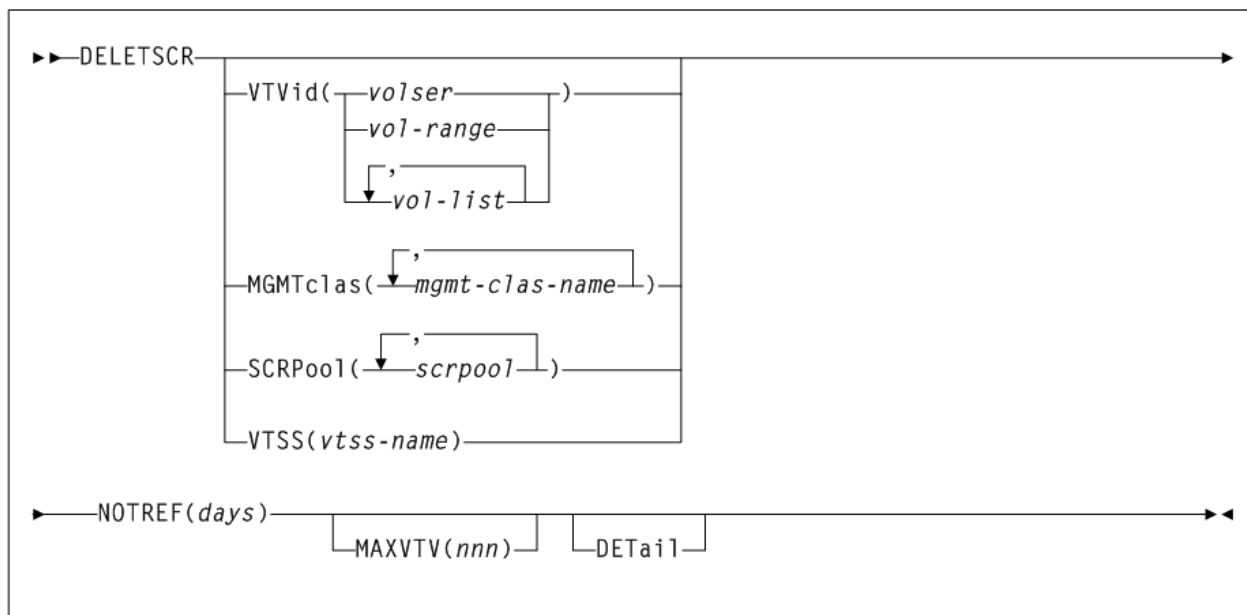 DELETSCR
VTVid( volser )
vol-range
,
vol-list
,
MGMTclas( mgmt-clas-name )
,
SCRPool( scrpool )
VTSS(vtss-name)
NOTREF(days)
MAXVTV(nnn) DETail